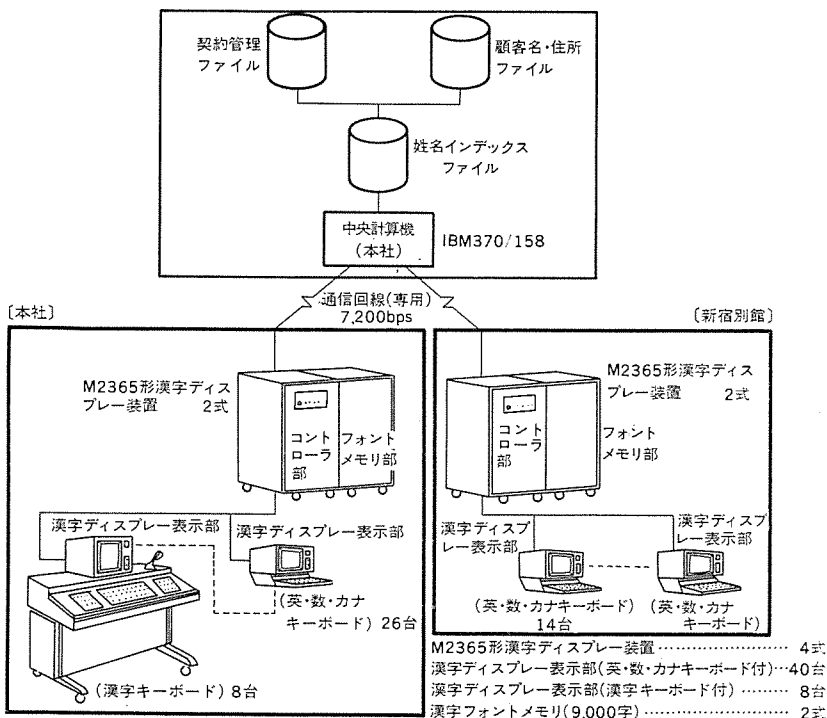 契約管理
ファイル
顧客名・住所
ファイル
姓名インデックス
ファイル
中央計算機
(本社)
IBM370/158
通信回線(専用)
7,200bps
〔本社〕
M2365形漢字ディス
プレー装置 2式
コント
ローラ
部
フォント
メモリ部
漢字ディスプレー表示部
漢字ディスプレー表示部
(英・数・カナ
キーボード) 26台
(漢字キーボード) 8台
〔新宿別館〕
M2365形漢字ディス
プレー装置 2式
コント
ローラ
部
フォント
メモリ部
漢字ディスプ
レー表示部
漢字ディスプ
レー表示部
(英・数・カナキーボード)
14台
(英・数・カナ
キーボード)
M2365形漢字ディスプレー装置…………………4式
漢字ディスプレー表示部(英・数・カナキーボード付)…40台
漢字ディスプレー表示部(漢字キーボード付)………8台
漢字フォントメモリ(9,000字)……………………2式